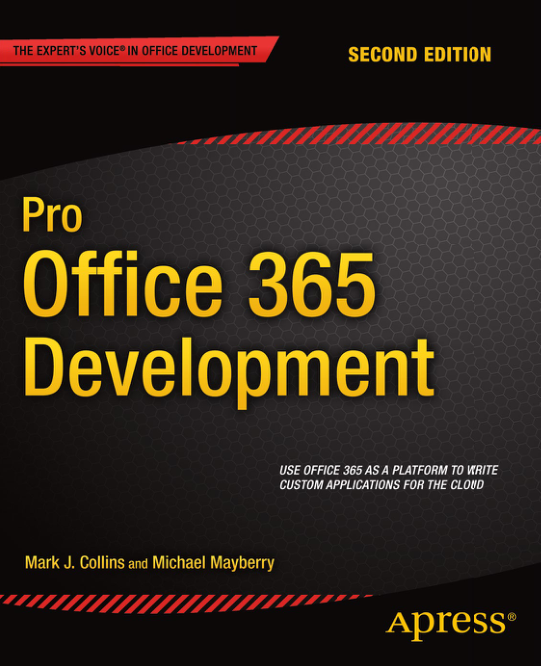 THE EXPERT'S VOICE® IN OFFICE DEVELOPMENT
SECOND EDITION
Pro
Office 365
Development
USE OFFICE 365 AS A PLATFORM TO WRITE
CUSTOM APPLICATIONS FOR THE CLOUD
Mark J. Collins and Michael Mayberry
Apress®